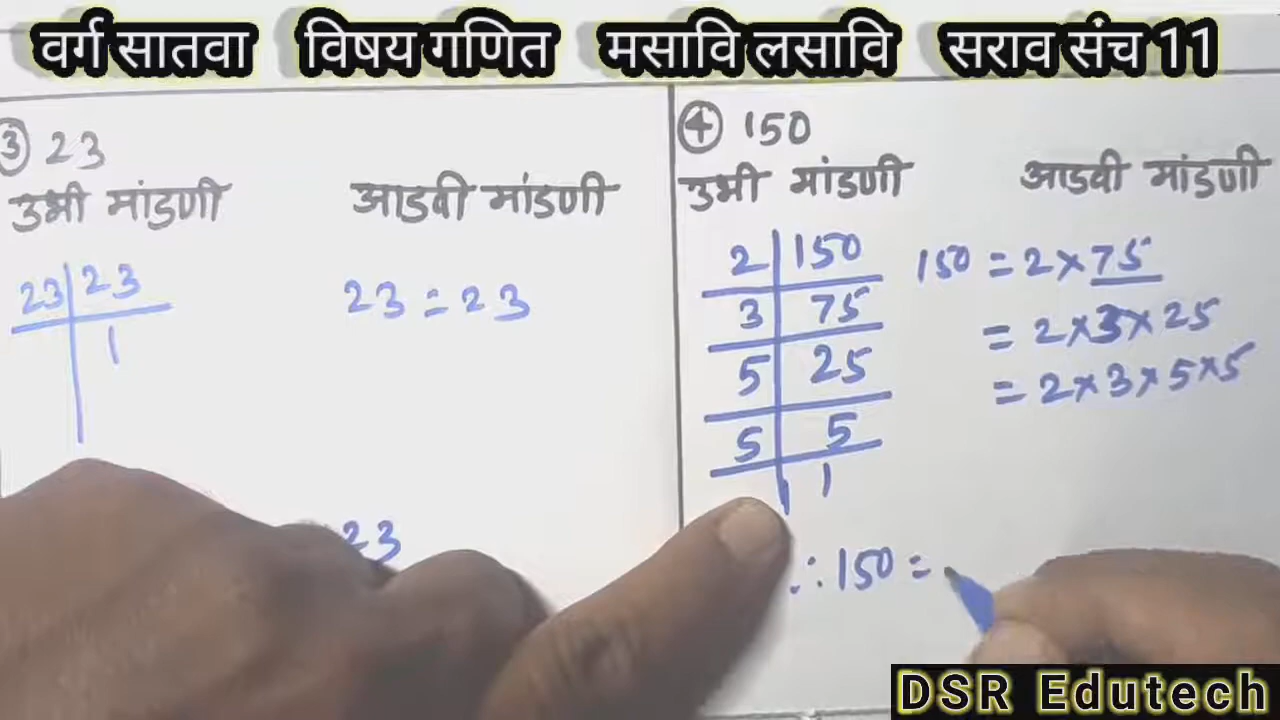 वर्ग सातवा विषय गणित मसावि लसावि सराव संच 11
③ 23
उभी मांडणी आडवी मांडणी
23 | 23
1
23 = 23
23
④ 150
उभी मांडणी आडवी मांडणी
2 | 150
3 | 75
5 | 25
5 | 5
1
150 = 2 × 75
= 2 × 3 × 25
= 2 × 3 × 5 × 5
∴ 150 =
DSR Edutech